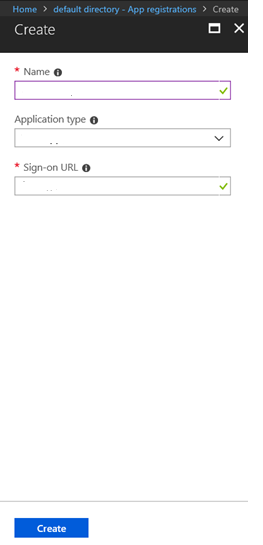 Home > default directory - App registrations > Create
Create
* Name
Application type
* Sign-on URL
Create